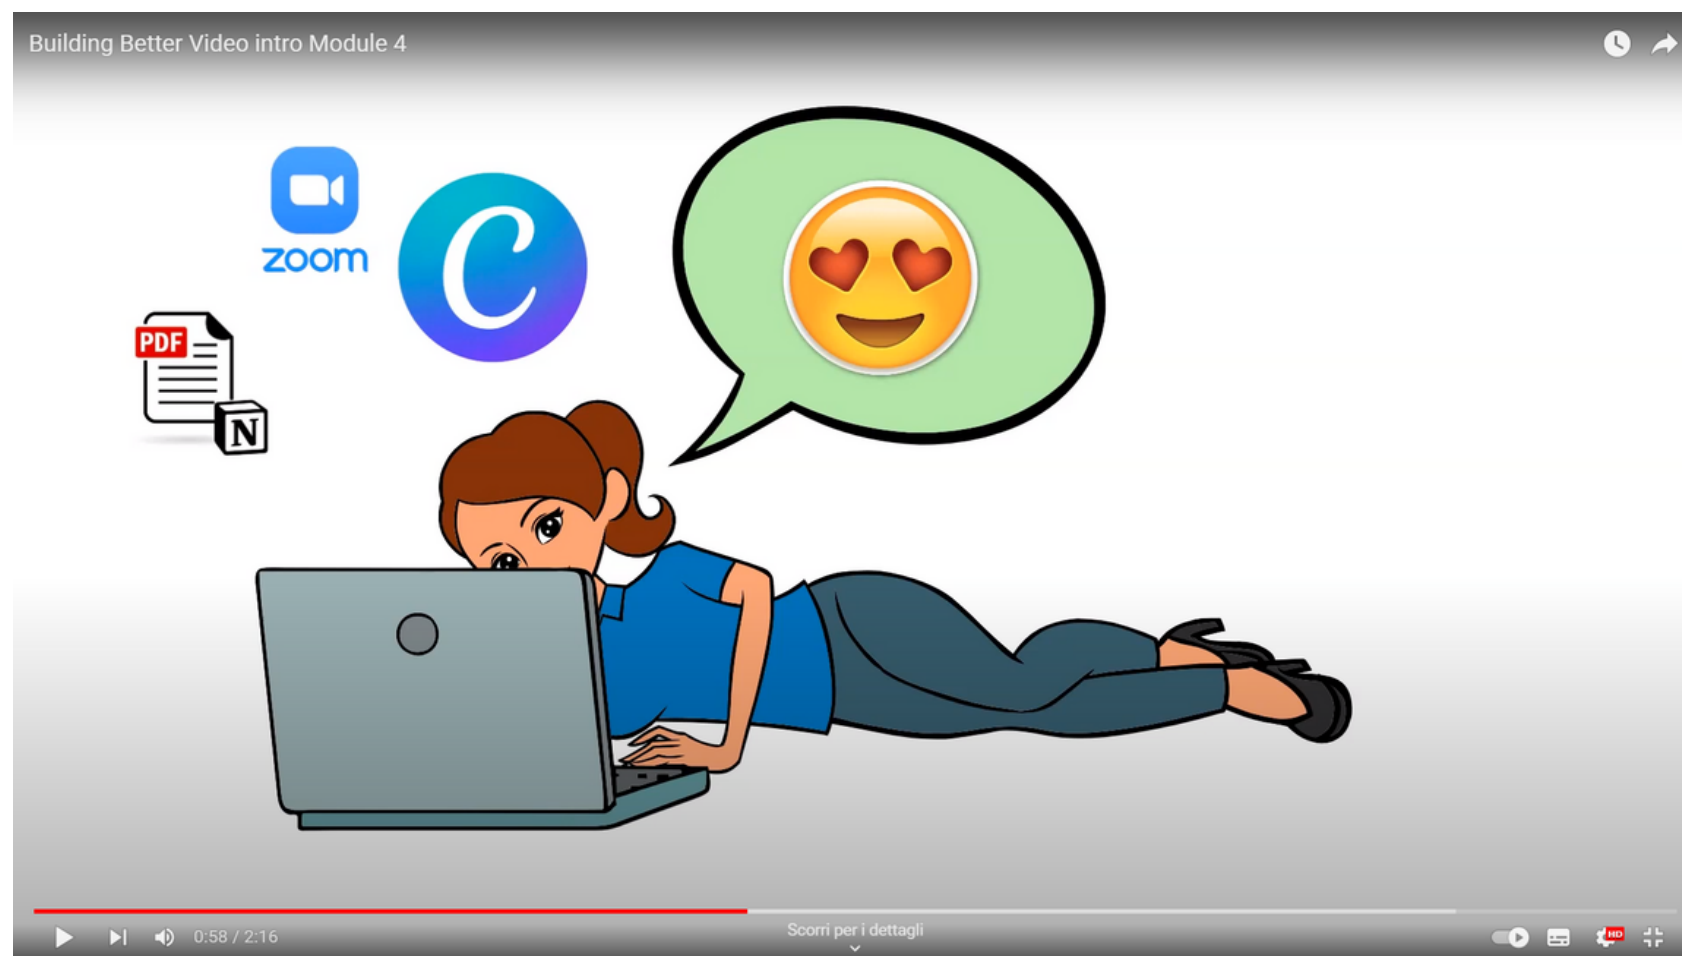 Building Better Video intro Module 4
zoom
C
PDF
N
Scorri per i dettagli
0:58 / 2:16
HD